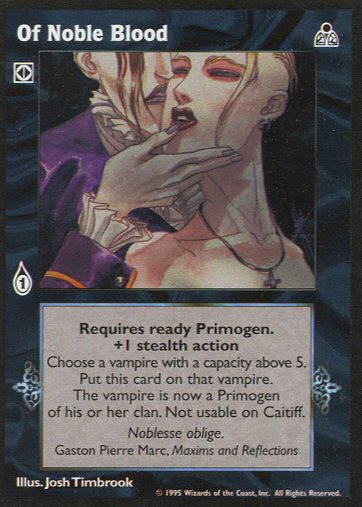 Of Noble Blood
1
Requires ready Primogen.
+1 stealth action
Choose a vampire with a capacity above 5.
Put this card on that vampire.
The vampire is now a Primogen
of his or her clan. Not usable on Caitiff.
Noblesse oblige.
Gaston Pierre Marc, Maxims and Reflections
Illus. Josh Timbrook
© 1995 Wizards of the Coast, Inc. All Rights Reserved.